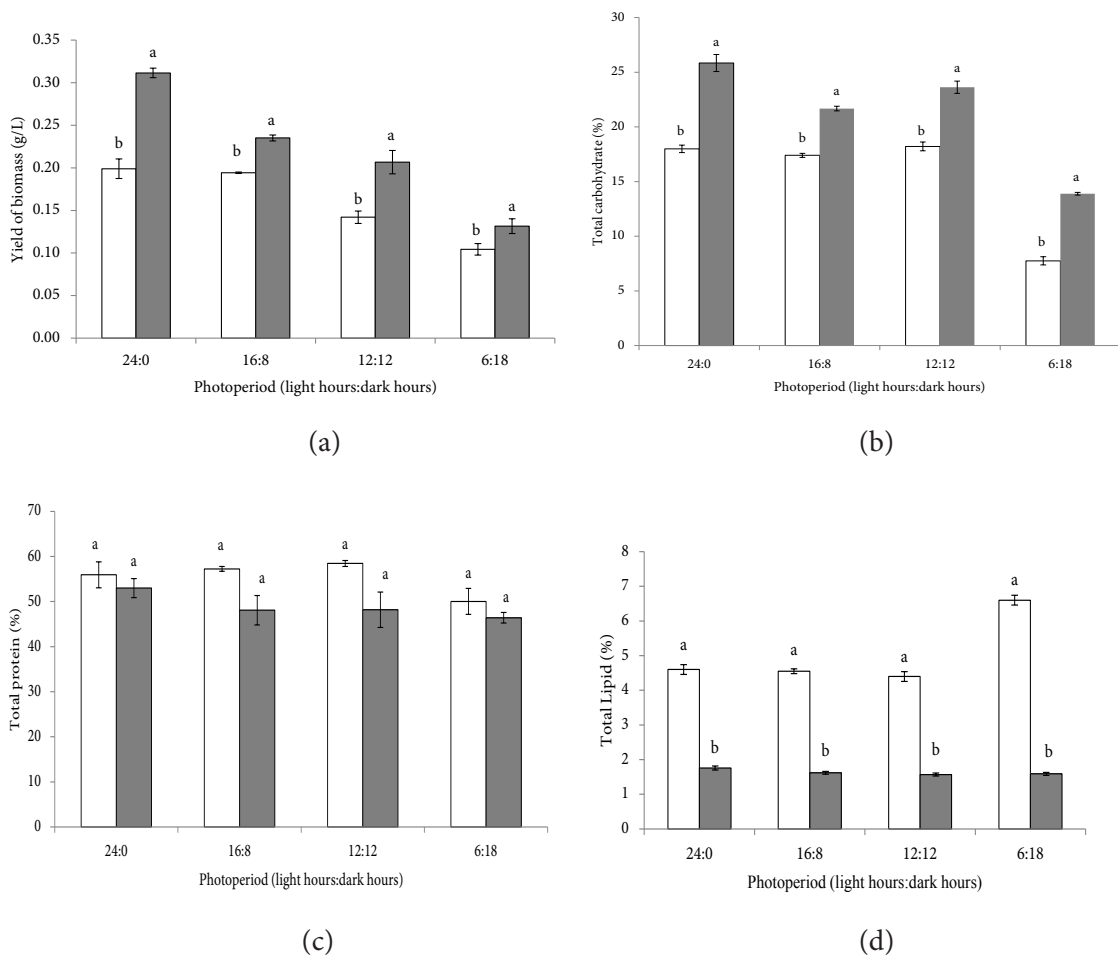 0.35
0.30
0.25
0.20
0.15
0.10
0.05
0.00
Yield of biomass (g/L)
b a
b a
b a
b a
24:0 16:8 12:12 6:18
Photoperiod (light hours:dark hours)
(a)
30
25
20
15
10
5
0
Total carbohydrate (%)
b a
b a
b a
b a
24:0 16:8 12:12 6:18
Photoperiod (light hours:dark hours)
(b)
70
60
50
40
30
20
10
0
Total protein (%)
a a
a a
a a
a a
24:0 16:8 12:12 6:18
Photoperiod (light hours:dark hours)
(c)
8
7
6
5
4
3
2
1
0
Total Lipid (%)
a b
a b
a b
a b
24:0 16:8 12:12 6:18
Photoperiod (light hours:dark hours)
(d)